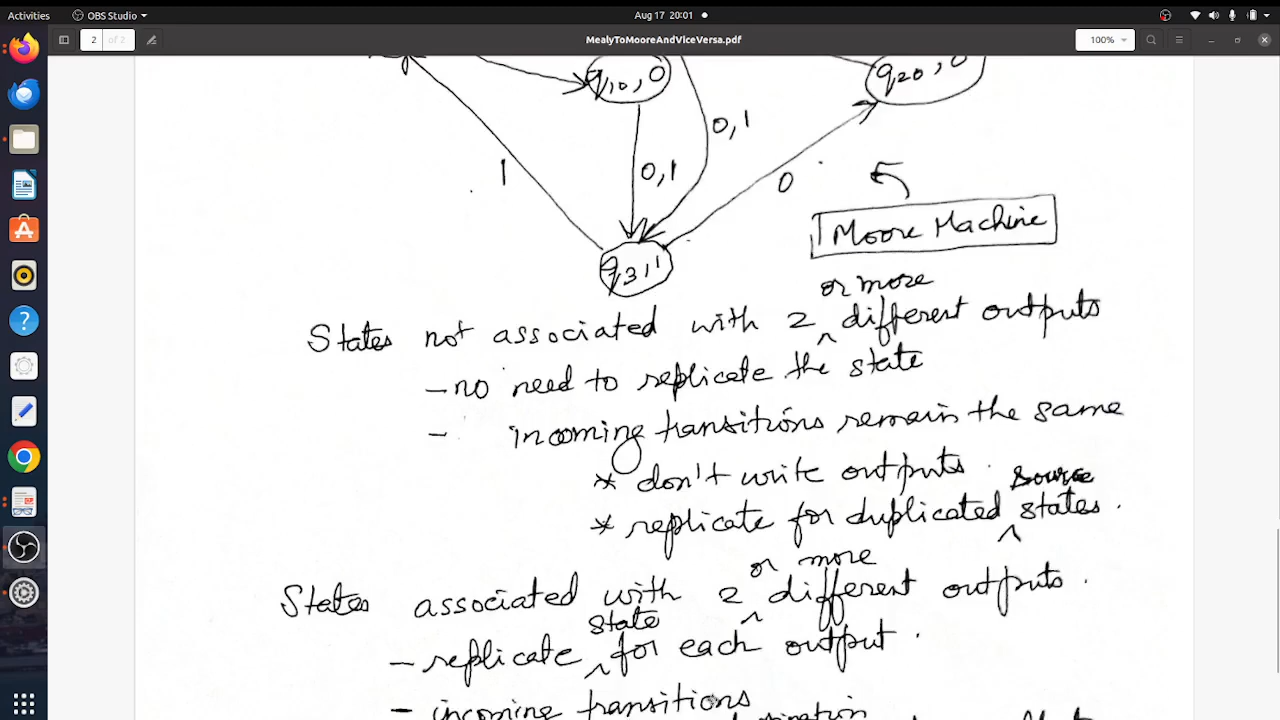 Activities OBS Studio Aug 17 20:01
2 of 2 MealyToMooreAndViceVersa.pdf 100%
q10, 0 q20, 0
0,1
1 0,1 0
Moore Machine
q3, 1
or more
States not associated with 2 ^ different outputs
- no need to replicate the state
- incoming transitions remain the same
* don't write outputs.
source
* replicate for duplicated ^ states.
or more
States associated with 2 ^ different outputs.
state
- replicate ^ for each output.
- incoming transitions